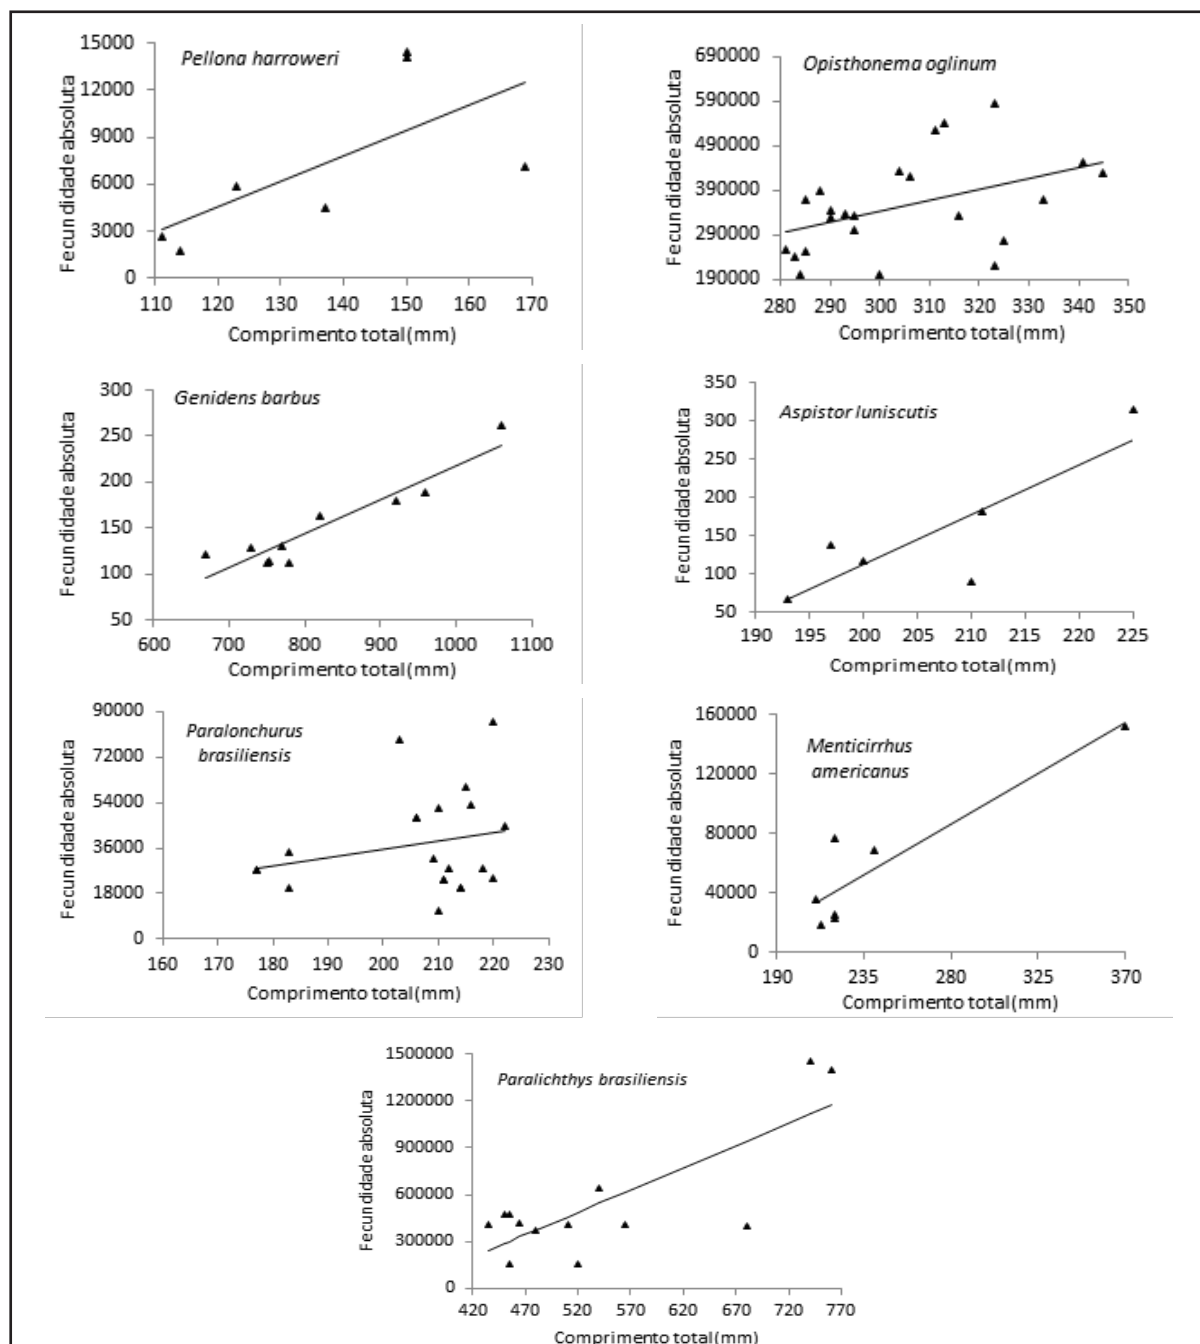 Pellona harroweri
Fecundidade absoluta
15000
12000
9000
6000
3000
0
110 120 130 140 150 160 170
Comprimento total(mm)
Opisthonema oglinum
Fecundidade absoluta
690000
590000
490000
390000
290000
190000
280 290 300 310 320 330 340 350
Comprimento total(mm)
Genidens barbus
Fecundidade absoluta
300
250
200
150
100
50
600 700 800 900 1000 1100
Comprimento total(mm)
Aspistor luniscutis
Fecundidade absoluta
350
300
250
200
150
100
50
190 195 200 205 210 215 220 225
Comprimento total(mm)
Paralonchurus
brasiliensis
Fecundidade absoluta
90000
72000
54000
36000
18000
0
160 170 180 190 200 210 220 230
Comprimento total(mm)
Menticirrhus
americanus
Fecundidade absoluta
160000
120000
80000
40000
0
190 235 280 325 370
Comprimento total(mm)
Paralichthys brasiliensis
Fecundidade absoluta
1500000
1200000
900000
600000
300000
0
420 470 520 570 620 670 720 770
Comprimento total(mm)